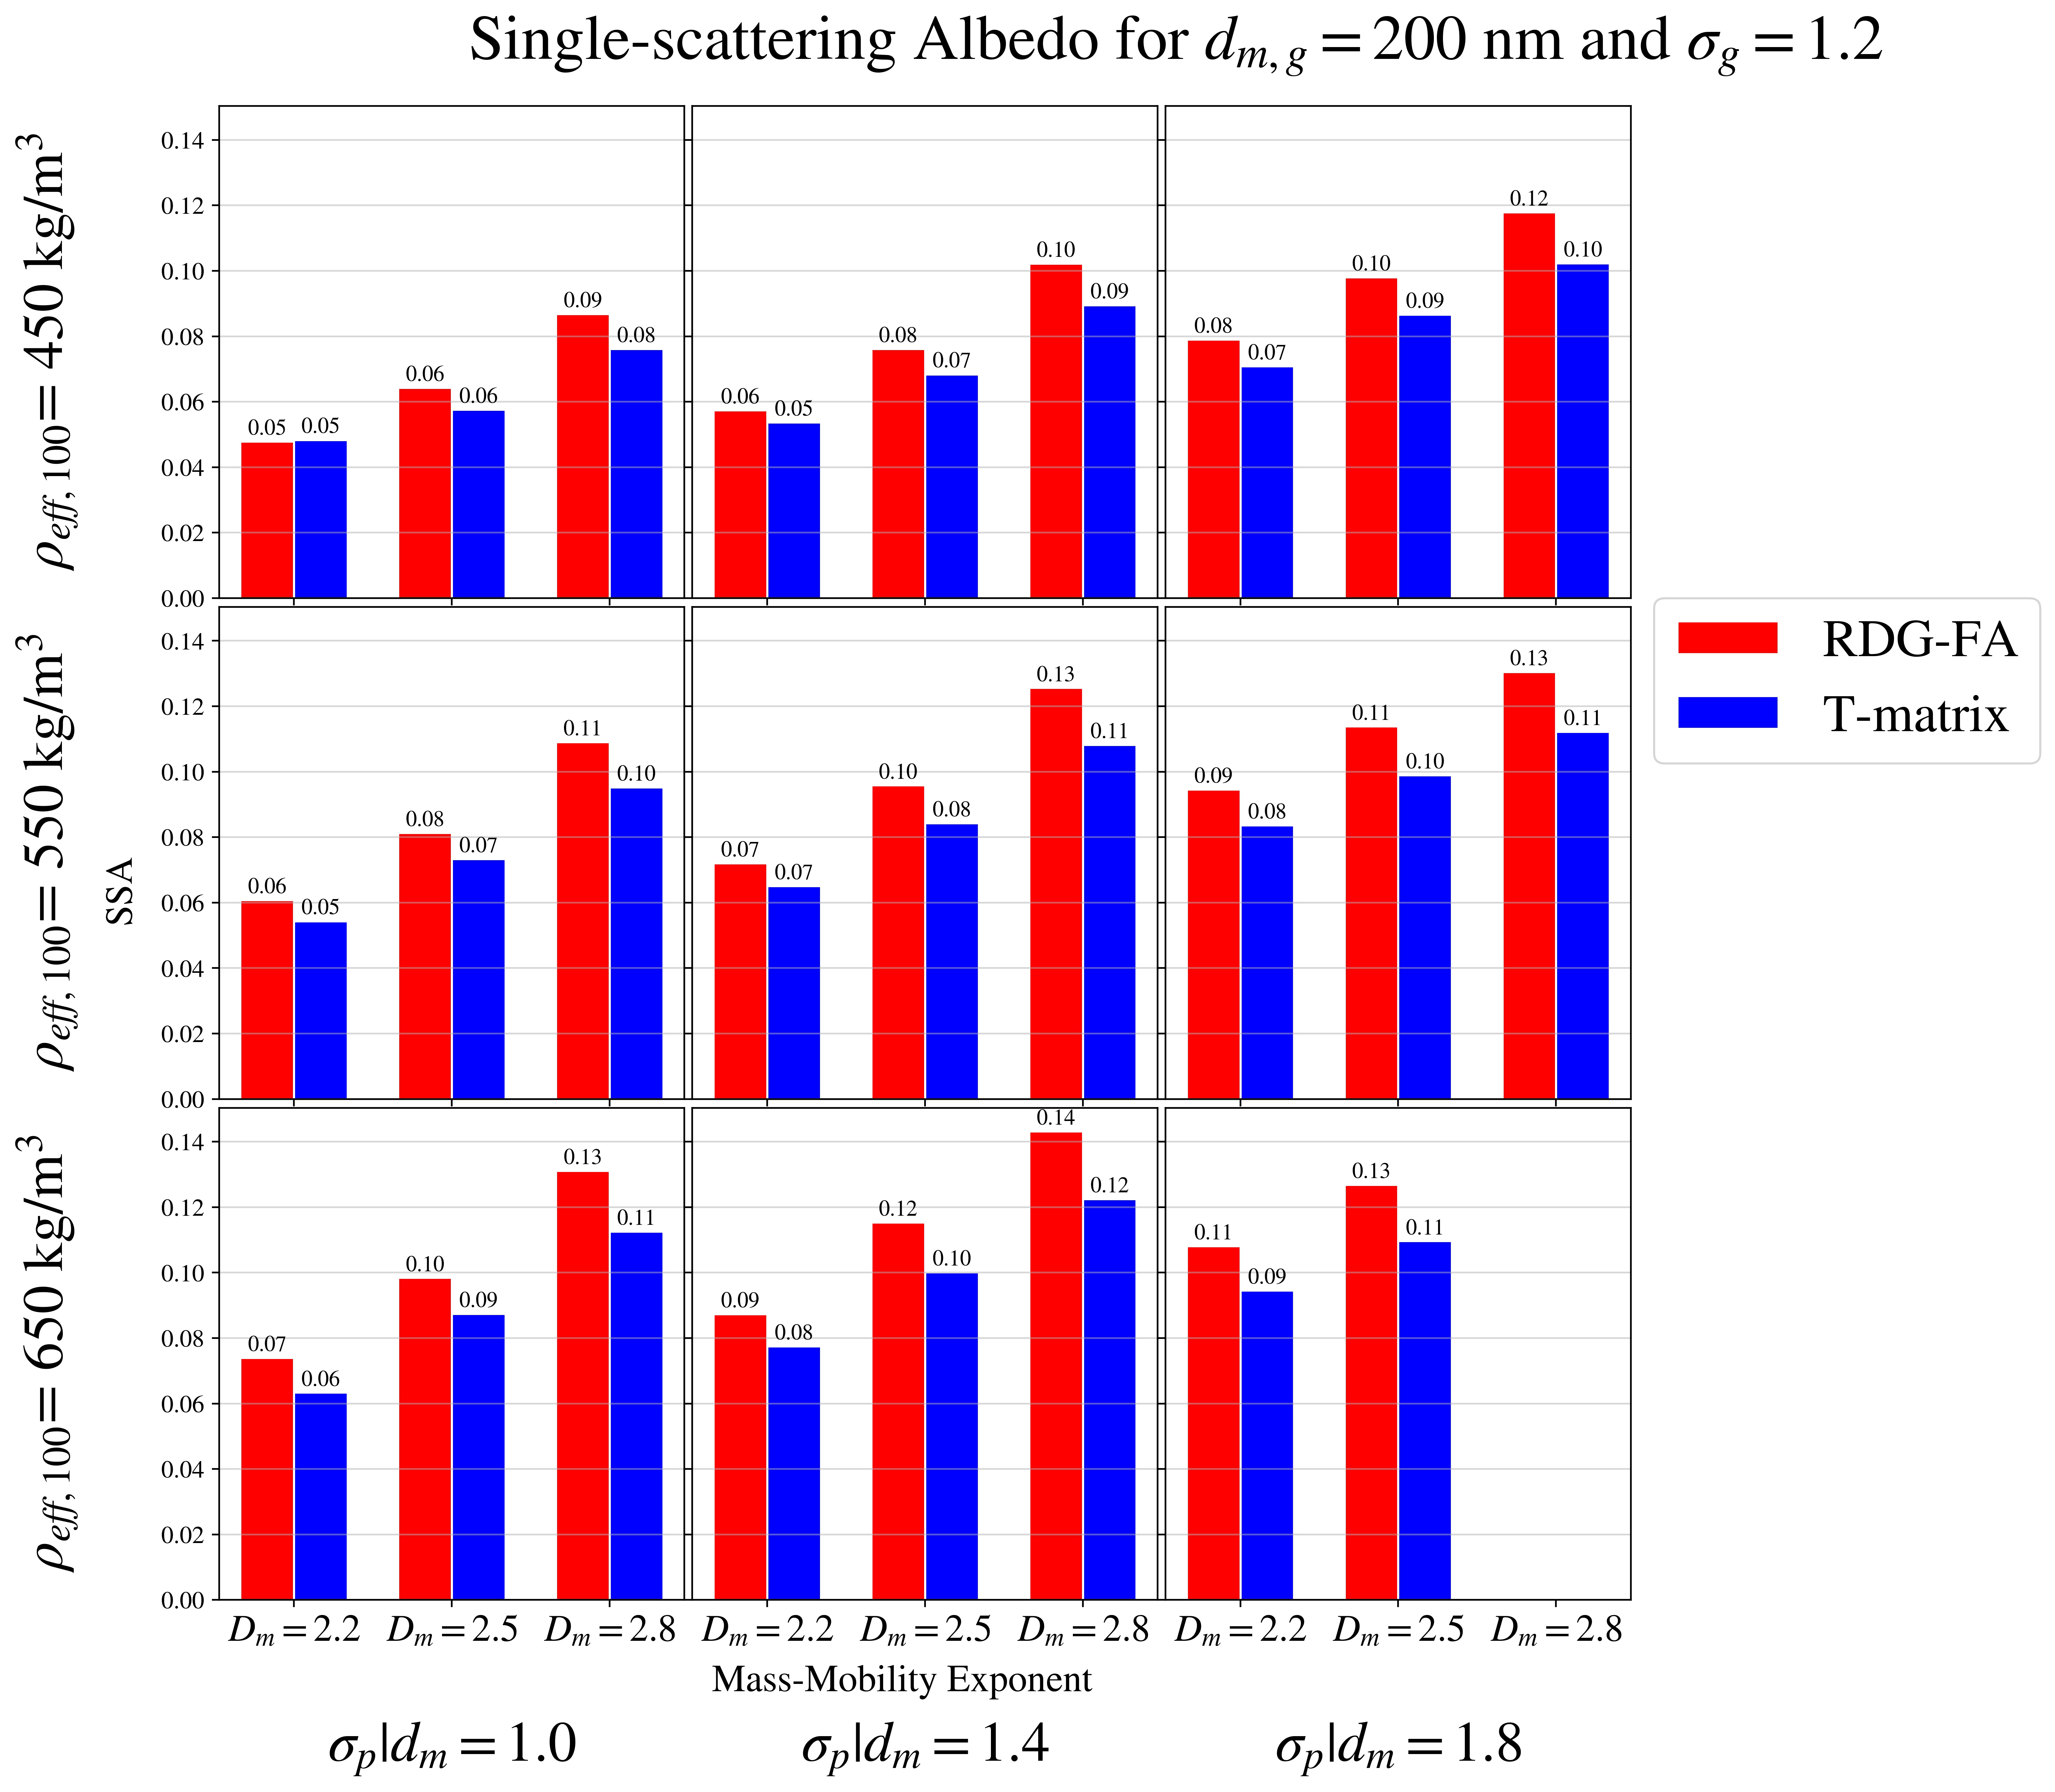 Single-scattering Albedo for d_{m,g} = 200 nm and σ_g = 1.2
ρ_{eff,100} = 450 kg/m³
0.14
0.12
0.10
0.08
0.06
0.04
0.02
0.00
0.05 0.05 0.06 0.06 0.09 0.08
0.06 0.05 0.08 0.07 0.10 0.09
0.08 0.07 0.10 0.09 0.12 0.10
ρ_{eff,100} = 550 kg/m³
SSA
0.14
0.12
0.10
0.08
0.06
0.04
0.02
0.00
0.06 0.05 0.08 0.07 0.11 0.10
0.07 0.07 0.10 0.08 0.13 0.11
0.09 0.08 0.11 0.10 0.13 0.11
RDG-FA
T-matrix
ρ_{eff,100} = 650 kg/m³
0.14
0.12
0.10
0.08
0.06
0.04
0.02
0.00
0.07 0.06 0.10 0.09 0.13 0.11
0.09 0.08 0.12 0.10 0.14 0.12
0.11 0.09 0.13 0.11
D_m = 2.2 D_m = 2.5 D_m = 2.8 D_m = 2.2 D_m = 2.5 D_m = 2.8 D_m = 2.2 D_m = 2.5 D_m = 2.8
Mass-Mobility Exponent
σ_p|d_m = 1.0 σ_p|d_m = 1.4 σ_p|d_m = 1.8